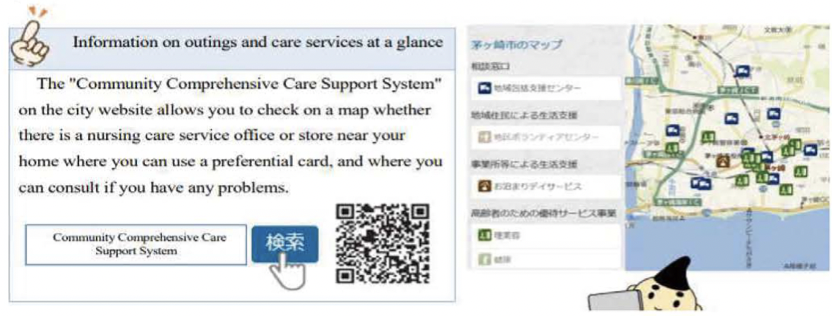 Information on outings and care services at a glance
The "Community Comprehensive Care Support System"
on the city website allows you to check on a map whether
there is a nursing care service office or store near your
home where you can use a preferential card, and where you
can consult if you have any problems.
Community Comprehensive Care
Support System
検索
茅ヶ崎市のマップ
相談窓口
地域包括支援センター
地域住民による生活支援
地区ボランティアセンター
事業所等による生活支援
お泊まりデイサービス
高齢者のための優待サービス事業
理美容
健康